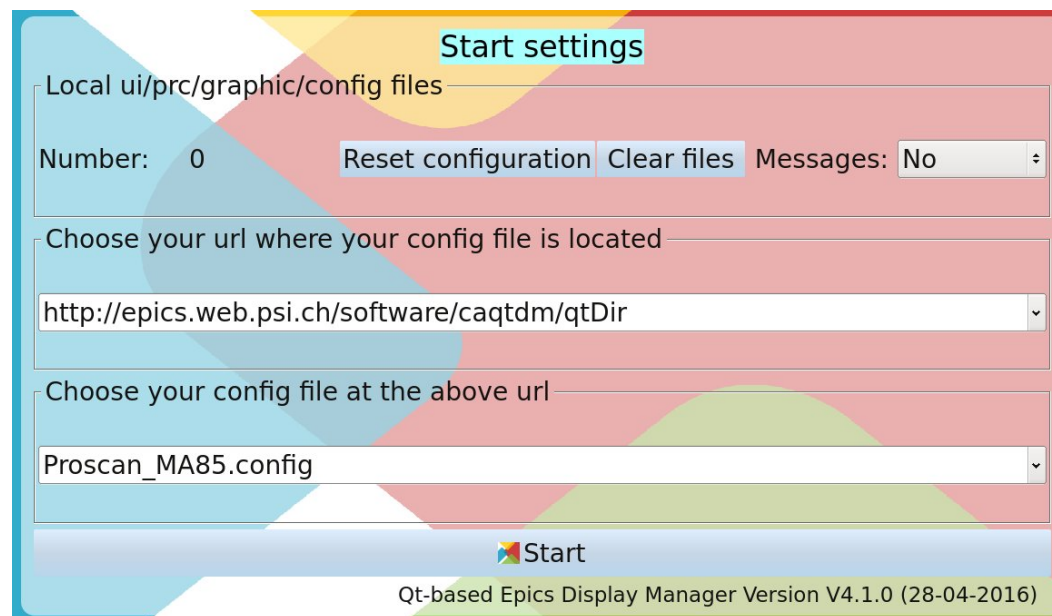 Start settings
Local ui/prc/graphic/config files
Number: 0 Reset configuration Clear files Messages: No
Choose your url where your config file is located
http://epics.web.psi.ch/software/caqtdm/qtDir
Choose your config file at the above url
Proscan_MA85.config
Start
Qt-based Epics Display Manager Version V4.1.0 (28-04-2016)